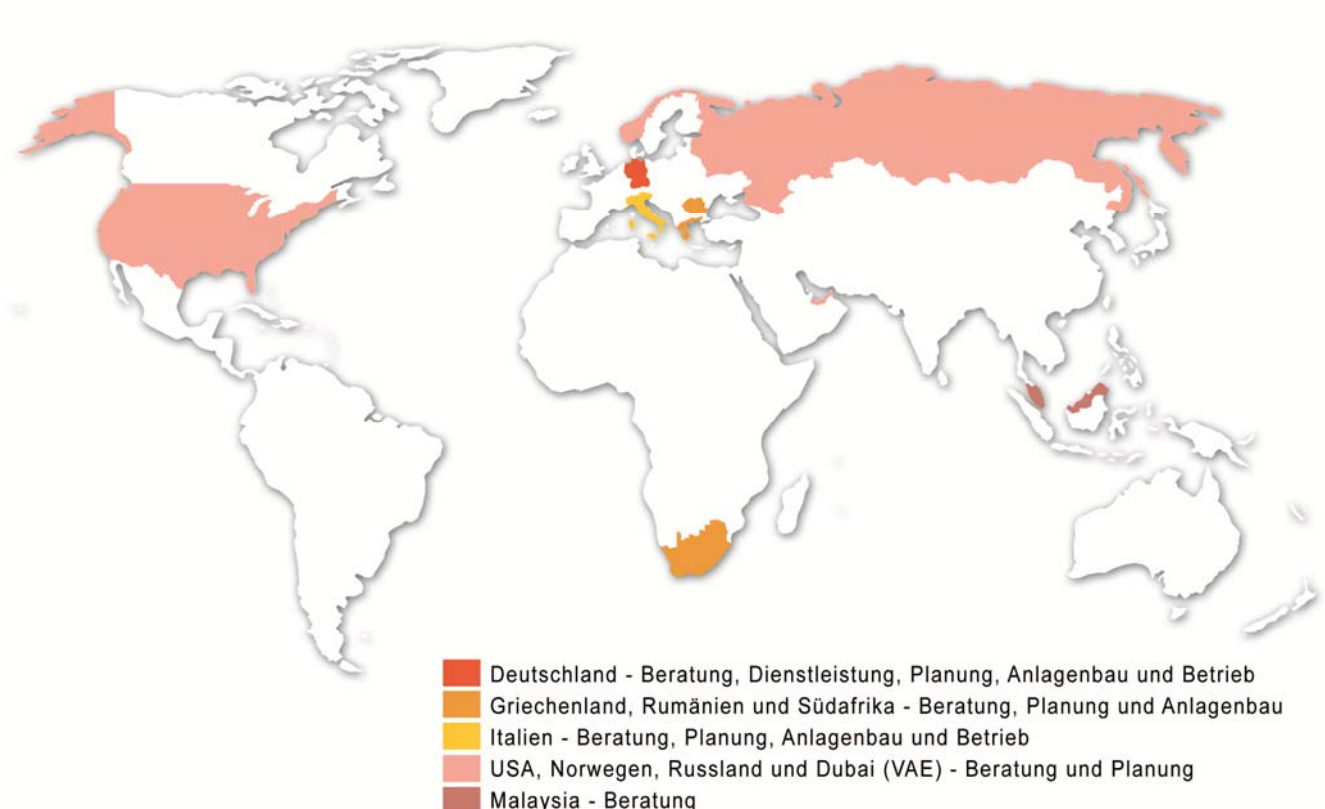 Deutschland - Beratung, Dienstleistung, Planung, Anlagenbau und Betrieb
Griechenland, Rumänien und Südafrika - Beratung, Planung und Anlagenbau
Italien - Beratung, Planung, Anlagenbau und Betrieb
USA, Norwegen, Russland und Dubai (VAE) - Beratung und Planung
Malaysia - Beratung